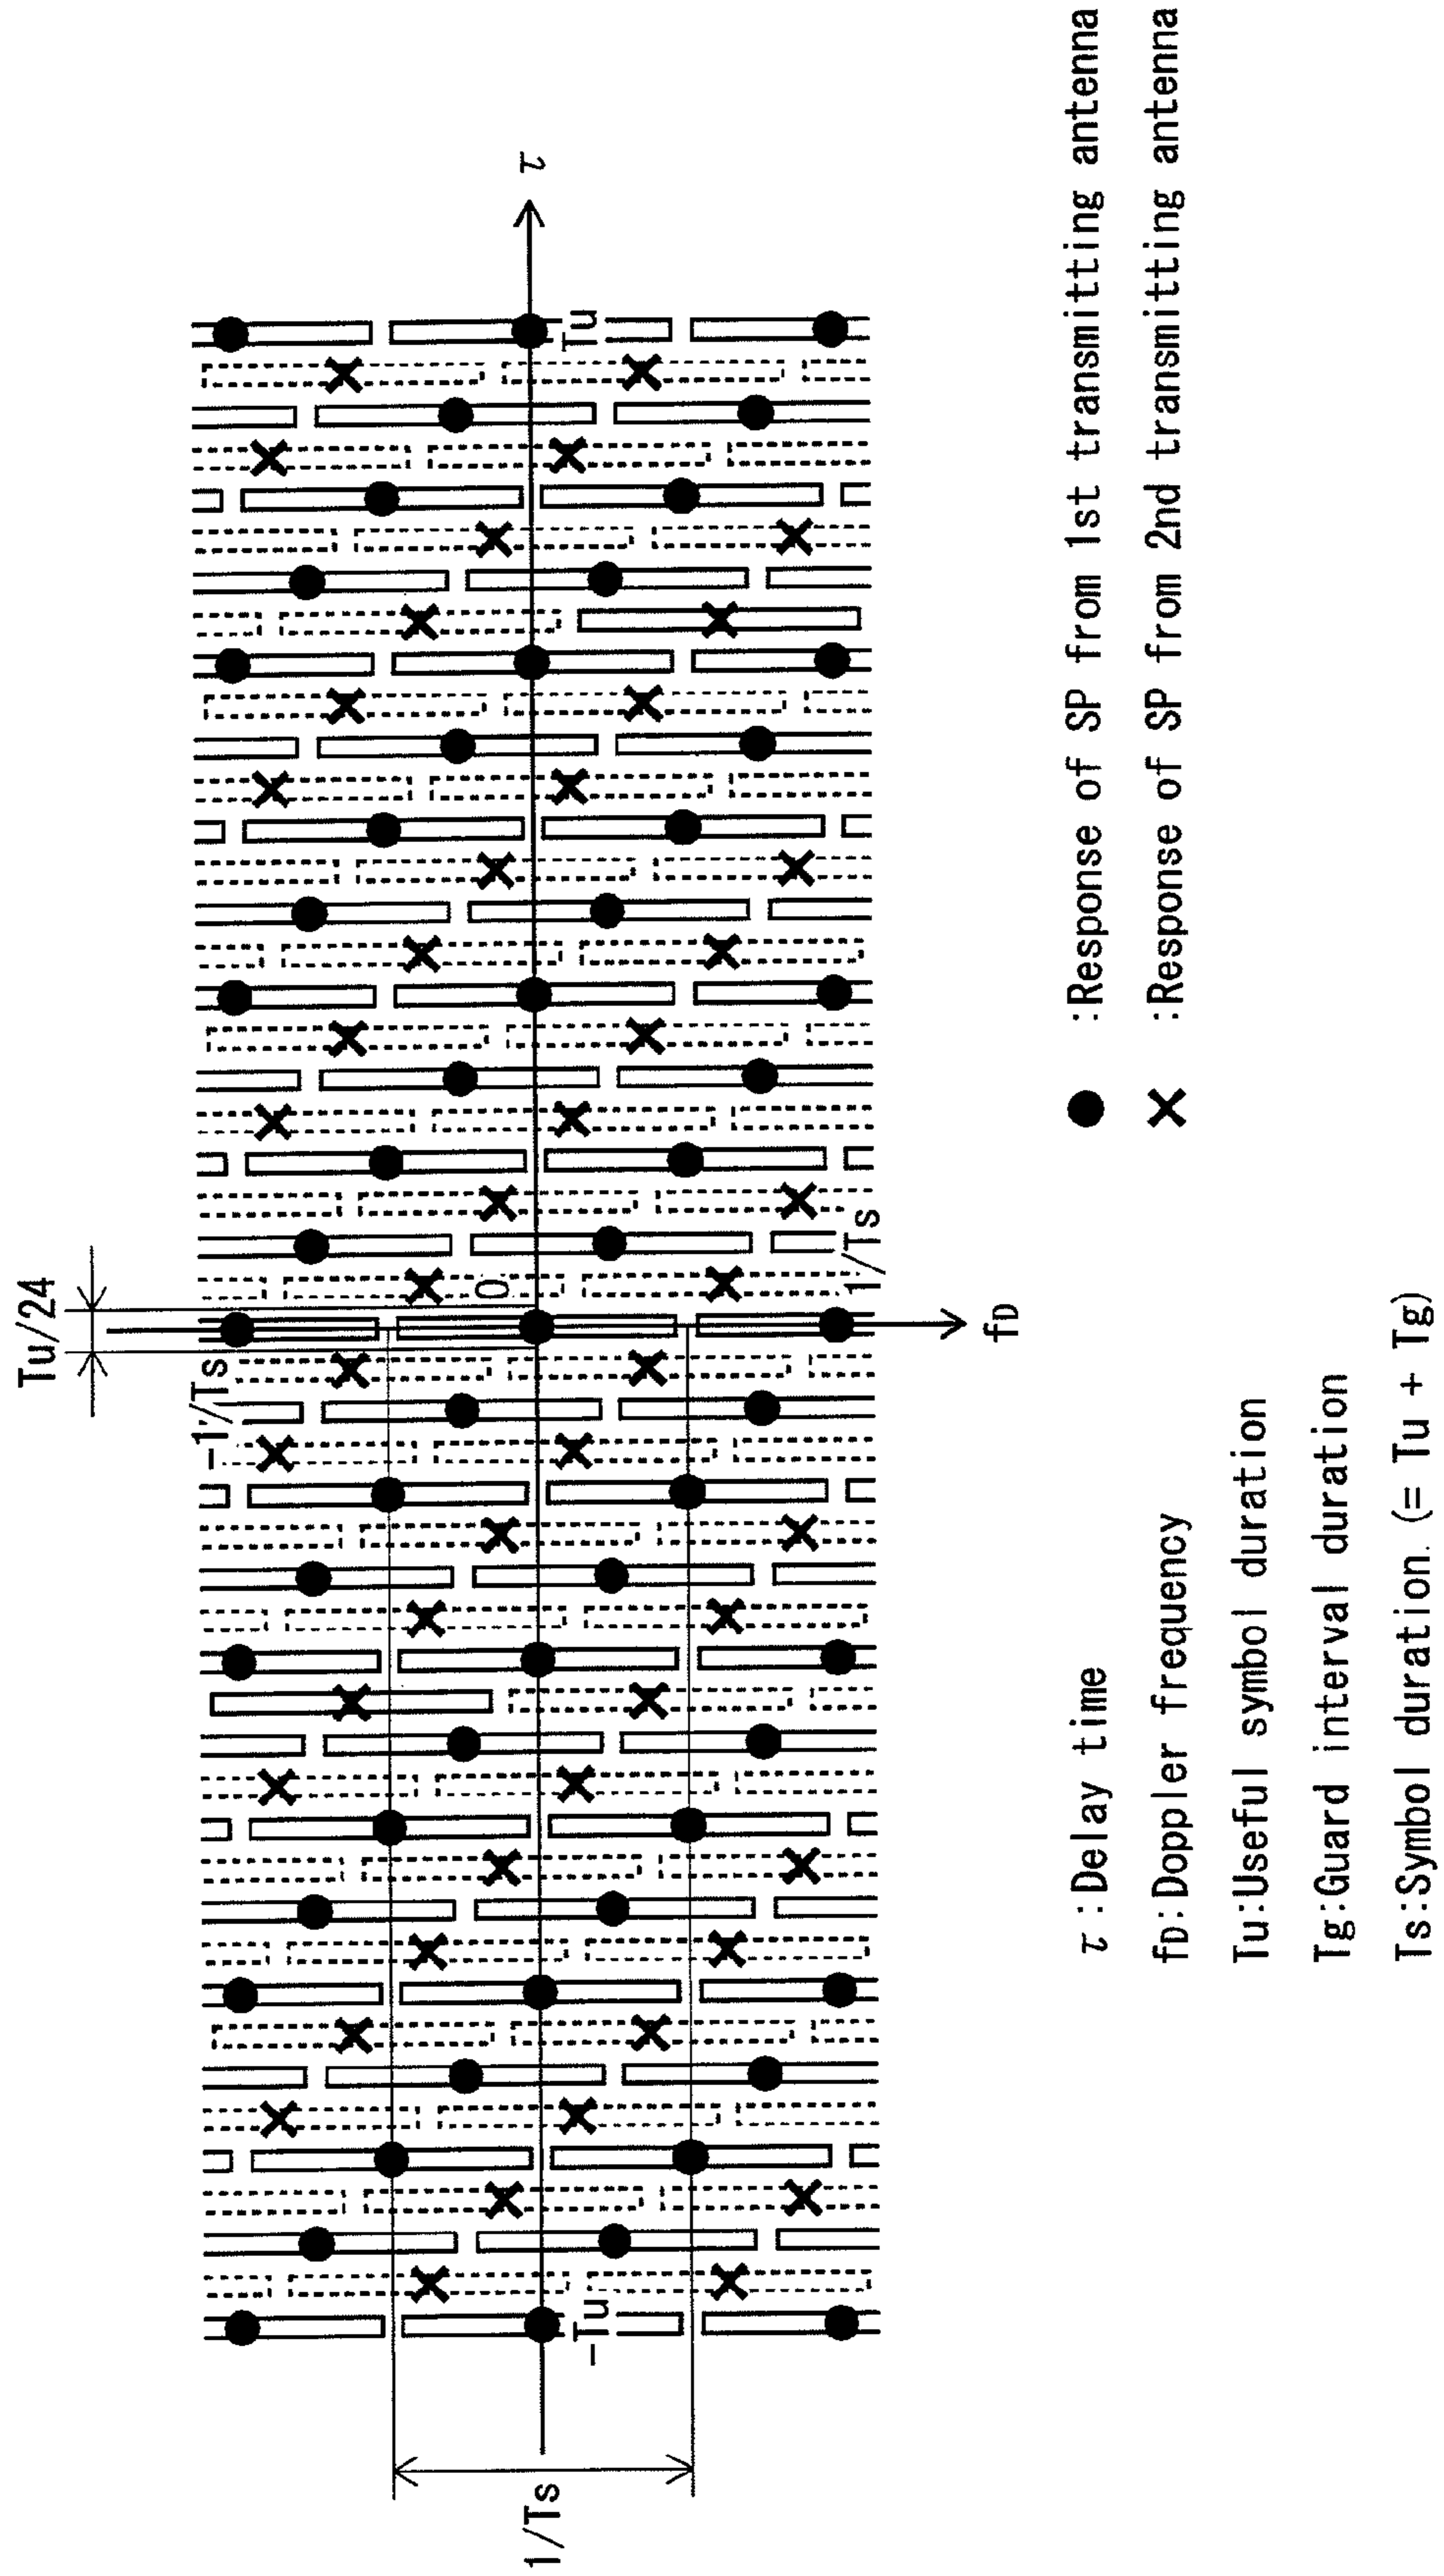 Tu/24
-1/Ts
0
τ
Tu
-Tu
1/Ts
1/Ts
fD
:Response of SP from 1st transmitting antenna
:Response of SP from 2nd transmitting antenna
τ:Delay time
fD:Doppler frequency
Tu:Useful symbol duration
Tg:Guard interval duration
Ts:Symbol duration (= Tu + Tg)